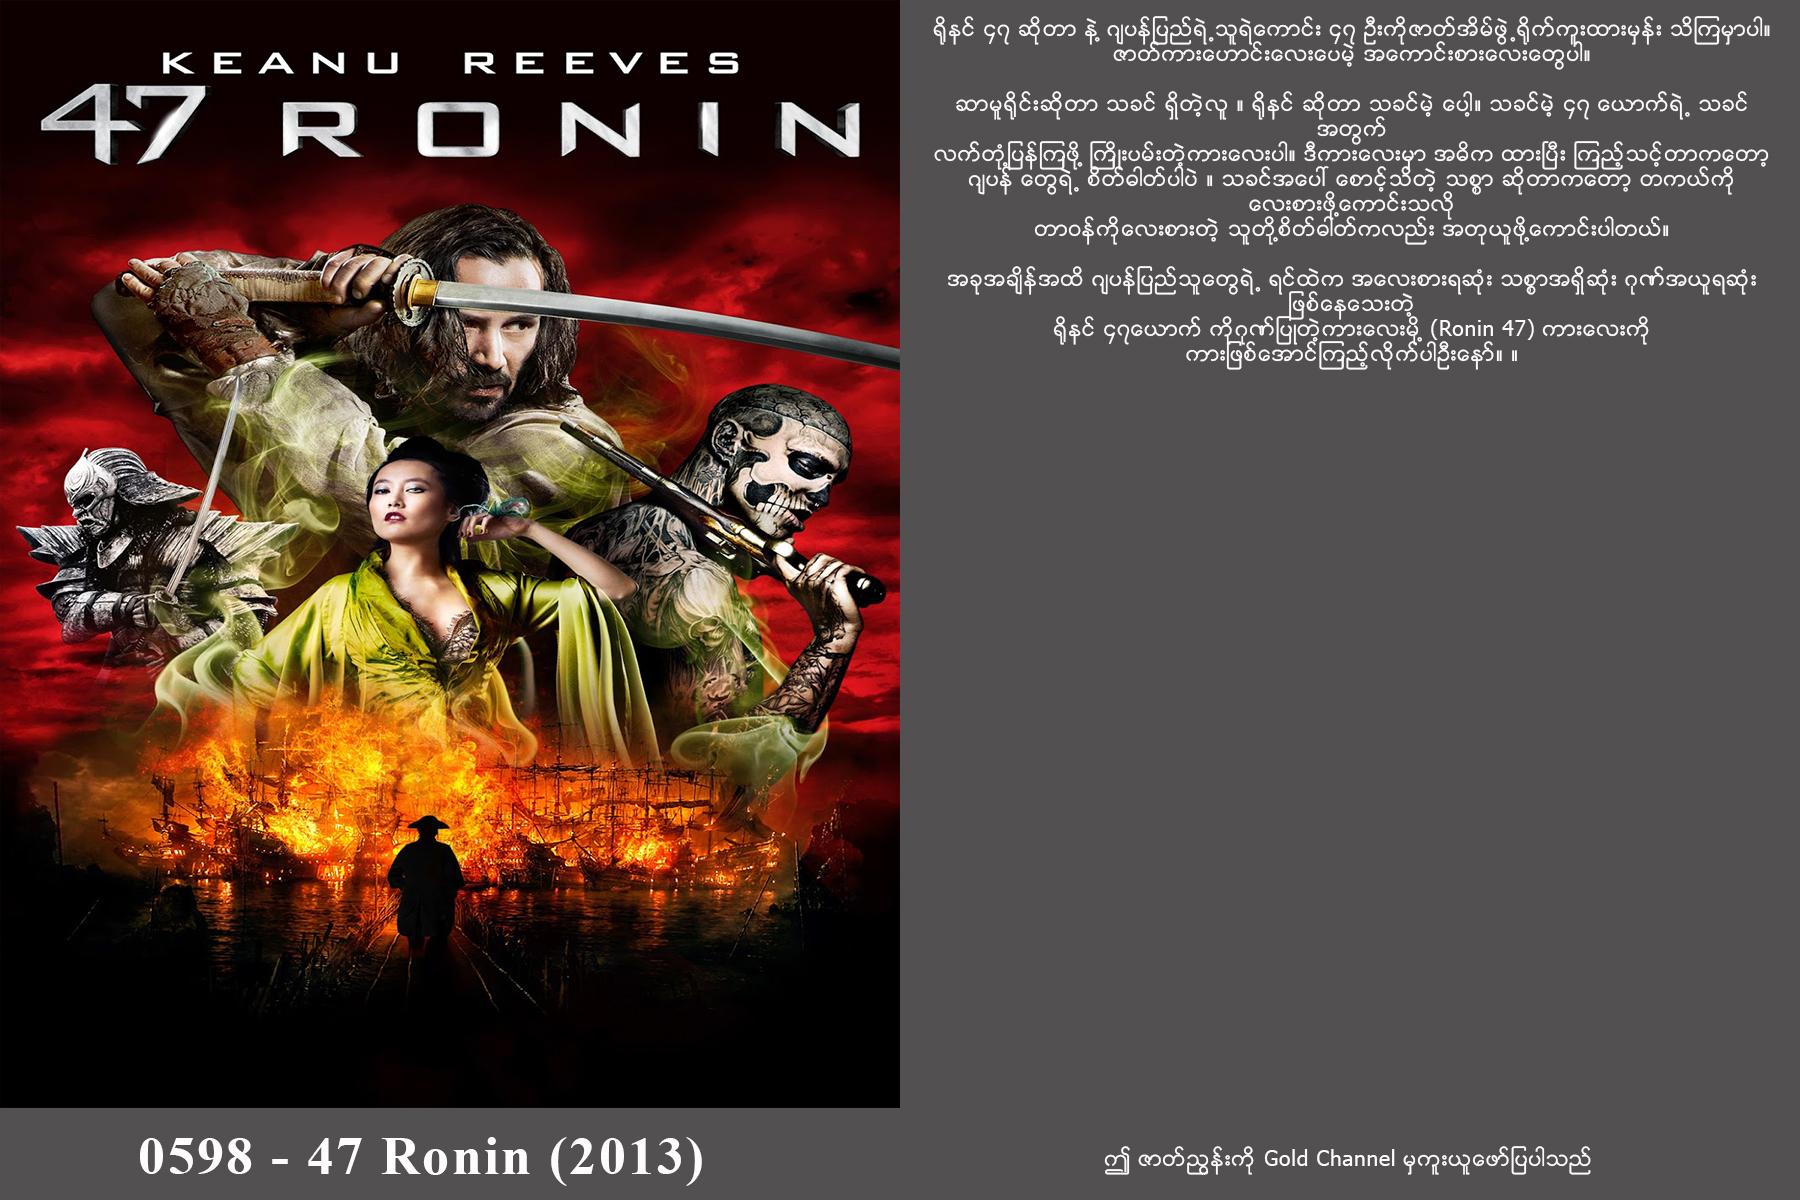 KEANU REEVES
47 RONIN
ရိုနင် ၄၇ ဆိုတာ နဲ့ ဂျပန်ပြည်ရဲ့သူရဲကောင်း ၄၇ ဦးကိုဇာတ်အိမ်ဖွဲ့ရိုက်ကူးထားမှန်း သိကြမှာပါ။
ဇာတ်ကားဟောင်းလေးပေမဲ့ အကောင်းစားလေးတွေပါ။
ဆာမူရိုင်းဆိုတာ သခင် ရှိတဲ့လူ ။ ရိုနင် ဆိုတာ သခင်မဲ့ ပေါ့။ သခင်မဲ့ ၄၇ ယောက်ရဲ့ သခင်
အတွက်
လက်တုံ့ပြန်ကြဖို့ ကြိုးပမ်းတဲ့ကားလေးပါ။ ဒီကားလေးမှာ အဓိက ထားပြီး ကြည့်သင့်တာကတော့
ဂျပန် တွေရဲ့ စိတ်ဓါတ်ပါပဲ ။ သခင်အပေါ် စောင့်သိတဲ့ သစ္စာ ဆိုတာကတော့ တကယ်ကို
လေးစားဖို့ကောင်းသလို
တာဝန်ကိုလေးစားတဲ့ သူတို့စိတ်ဓါတ်ကလည်း အတုယူဖို့ကောင်းပါတယ်။
အခုအချိန်အထိ ဂျပန်ပြည်သူတွေရဲ့ ရင်ထဲက အလေးစားရဆုံး သစ္စာအရှိဆုံး ဂုဏ်အယူရဆုံး
ဖြစ်နေသေးတဲ့
ရိုနင် ၄၇ယောက် ကိုဂုဏ်ပြုတဲ့ကားလေးမို့ (Ronin 47) ကားလေးကို
ကားဖြစ်အောင်ကြည့်လိုက်ပါဦးနော်။ ။
0598 - 47 Ronin (2013)
ဤ ဇာတ်ညွှန်းကို Gold Channel မှကူးယူဖော်ပြပါသည်